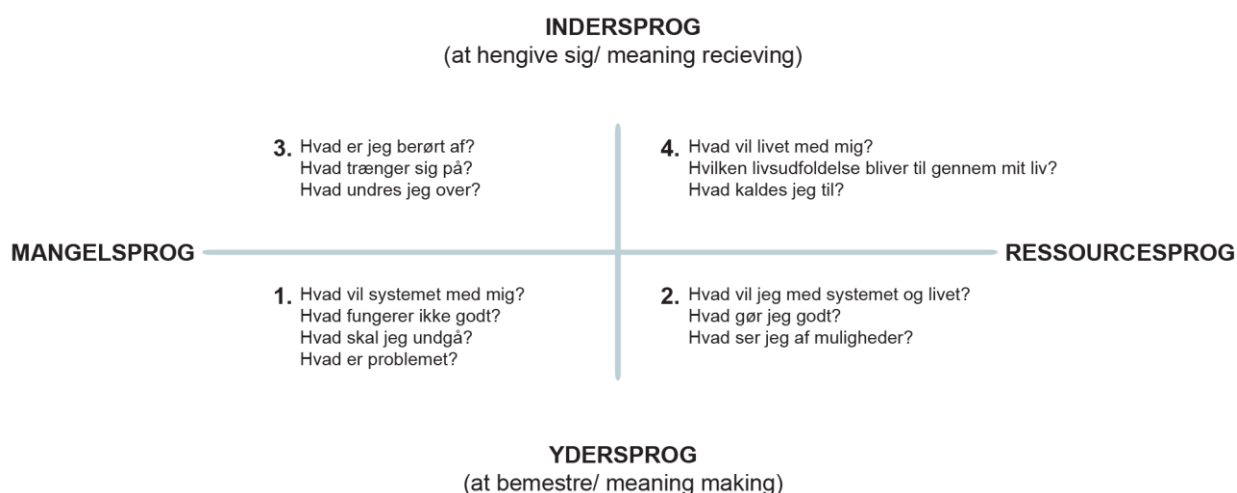 INDERSPROG
(at hengive sig/ meaning recieving)
3. Hvad er jeg berørt af?
Hvad trænger sig på?
Hvad undres jeg over?
4. Hvad vil livet med mig?
Hvilken livsudfoldelse bliver til gennem mit liv?
Hvad kaldes jeg til?
MANGELSPROG
RESSOURCESPROG
1. Hvad vil systemet med mig?
Hvad fungerer ikke godt?
Hvad skal jeg undgå?
Hvad er problemet?
2. Hvad vil jeg med systemet og livet?
Hvad gør jeg godt?
Hvad ser jeg af muligheder?
YDERSPROG
(at bemestre/ meaning making)